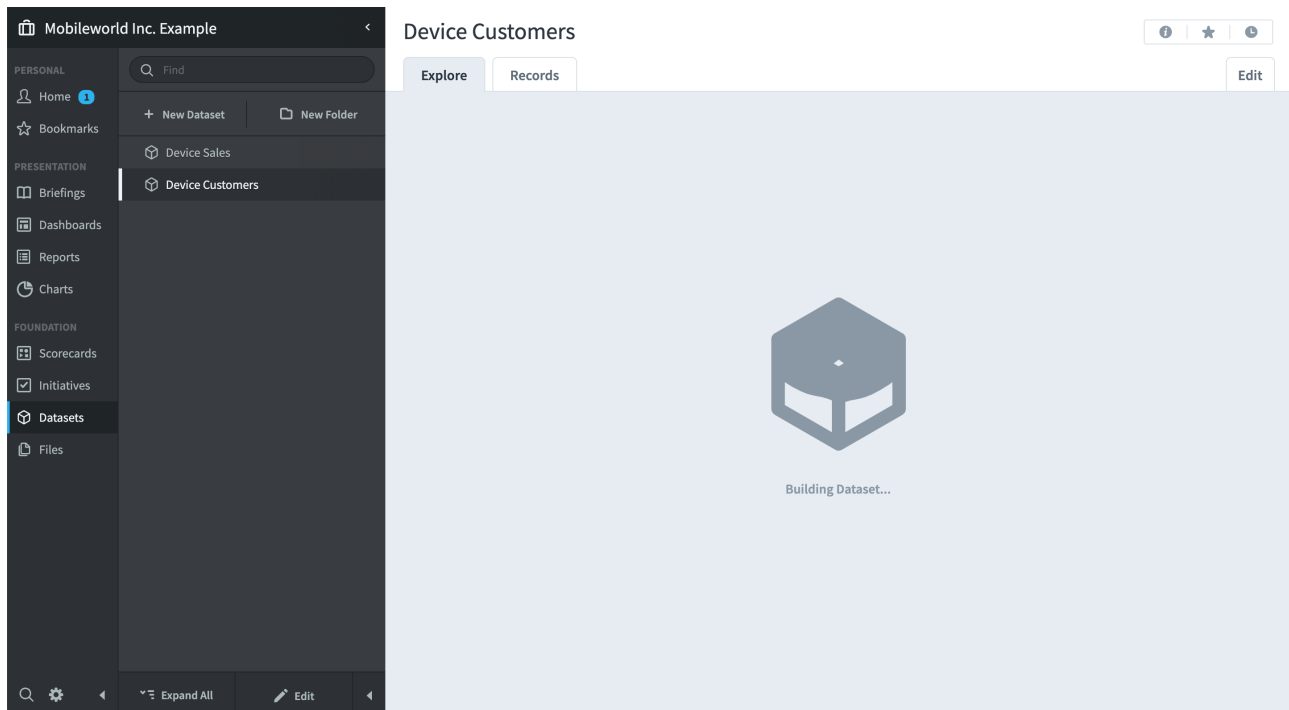 Mobileworld Inc. Example
PERSONAL
Home 1
Bookmarks
PRESENTATION
Briefings
Dashboards
Reports
Charts
FOUNDATION
Scorecards
Initiatives
Datasets
Files
Find
+ New Dataset
New Folder
Device Sales
Device Customers
Expand All
Edit
Device Customers
Explore
Records
Edit
Building Dataset...